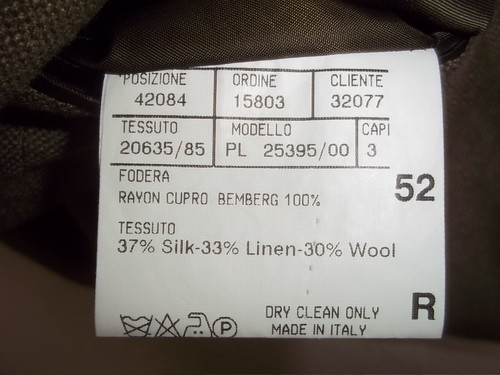 POSIZIONE ORDINE CLIENTE
42084 15803 32077
TESSUTO MODELLO CAPI
20635/85 PL 25395/00 3
FODERA
RAYON CUPRO BEMBERG 100% 52
TESSUTO
37% Silk-33% Linen-30% Wool
DRY CLEAN ONLY R
P MADE IN ITALY